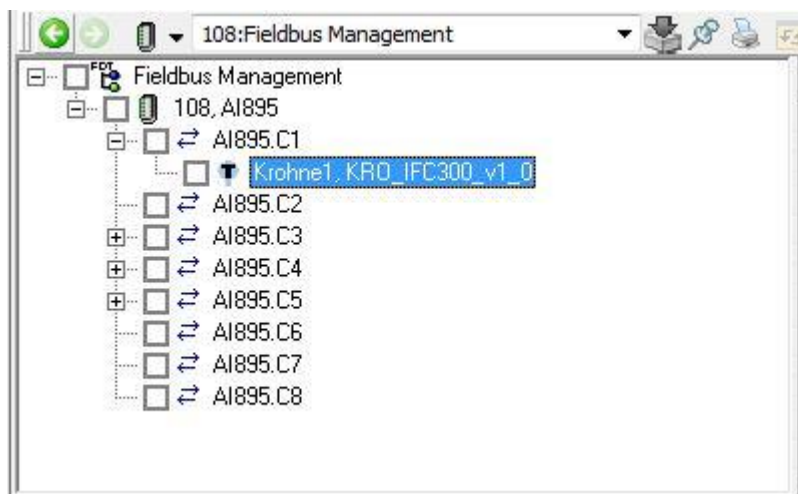 108:Fieldbus Management
FDT Fieldbus Management
108, AI895
AI895.C1
Krohne1, KRO_IFC300_v1_0
AI895.C2
AI895.C3
AI895.C4
AI895.C5
AI895.C6
AI895.C7
AI895.C8